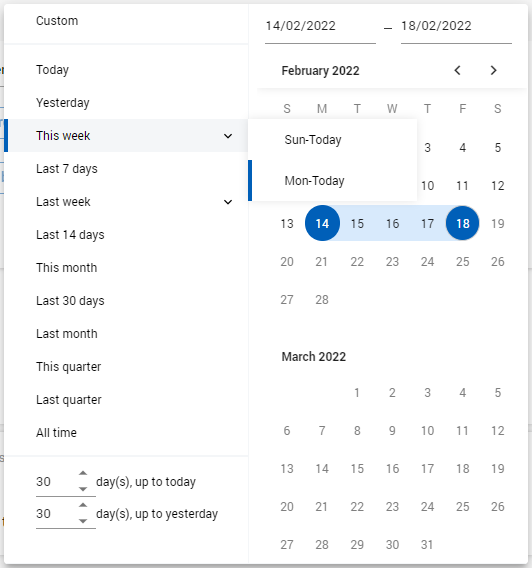 Custom
Today
Yesterday
This week
Last 7 days
Last week
Last 14 days
This month
Last 30 days
Last month
This quarter
Last quarter
All time
30 day(s), up to today
30 day(s), up to yesterday
14/02/2022 – 18/02/2022
February 2022
S M T W T F S
Sun-Today
Mon-Today
3 4 5
10 11 12
13 14 15 16 17 18 19
20 21 22 23 24 25 26
27 28
March 2022
1 2 3 4 5
6 7 8 9 10 11 12
13 14 15 16 17 18 19
20 21 22 23 24 25 26
27 28 29 30 31